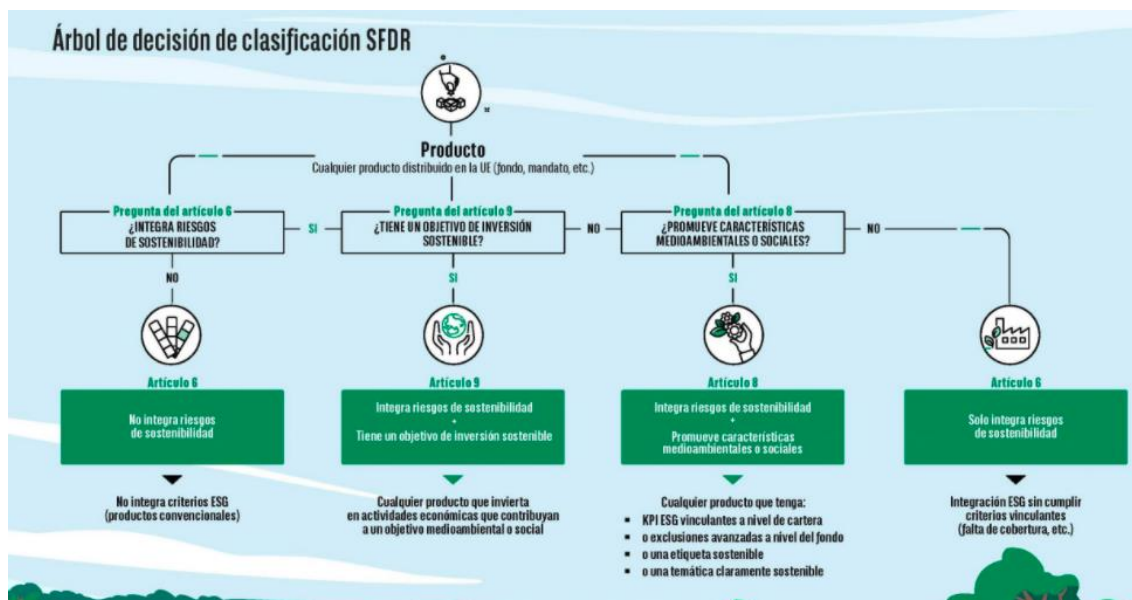 Árbol de decisión de clasificación SFDR
Producto
Cualquier producto distribuido en la UE (fondo, mandato, etc.)
Pregunta del artículo 6
¿INTEGRA RIESGOS
DE SOSTENIBILIDAD?
SI
Pregunta del artículo 9
¿TIENE UN OBJETIVO DE INVERSIÓN
SOSTENIBLE?
NO
Pregunta del artículo 8
¿PROMUEVE CARACTERÍSTICAS
MEDIOAMBIENTALES O SOCIALES?
NO
NO
SI
SI
Artículo 6
No integra riesgos
de sostenibilidad
No integra criterios ESG
(productos convencionales)
Artículo 9
Integra riesgos de sostenibilidad
+
Tiene un objetivo de inversión sostenible
Cualquier producto que invierta
en actividades económicas que contribuyan
a un objetivo medioambiental o social
Artículo 8
Integra riesgos de sostenibilidad
+
Promueve características
medioambientales o sociales
Cualquier producto que tenga:
▪ KPI ESG vinculantes a nivel de cartera
▪ o exclusiones avanzadas a nivel del fondo
▪ o una etiqueta sostenible
▪ o una temática claramente sostenible
Artículo 6
Solo integra riesgos
de sostenibilidad
Integración ESG sin cumplir
criterios vinculantes
(falta de cobertura, etc.)